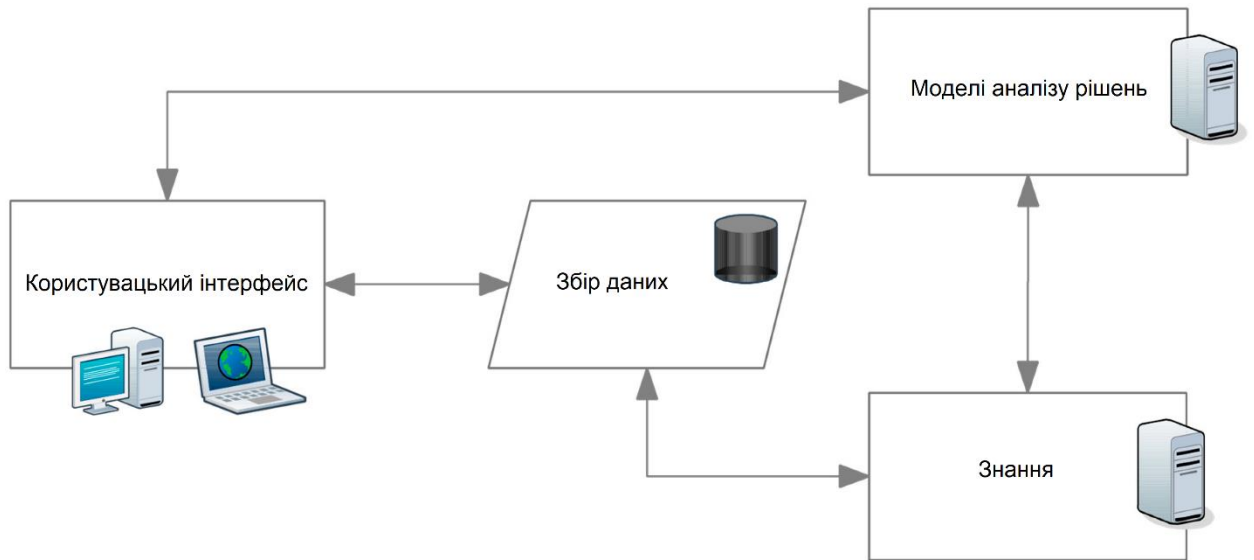 Моделі аналізу рішень
Користувацький інтерфейс
Збір даних
Знання